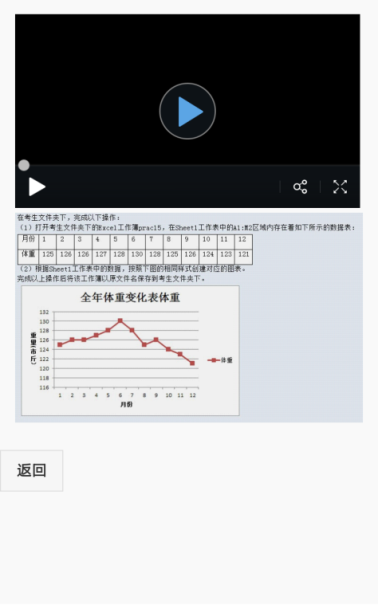 在考生文件夹下，完成以下操作：
（1）打开考生文件夹下的Excel工作薄prac15，在Sheet1工作表中的A1:M2区域内存在着如下所示的数据表：
月份 1 2 3 4 5 6 7 8 9 10 11 12
体重 125 126 126 127 128 130 128 125 126 124 123 121
（2）根据Sheet1工作表中的数据，按照下图的相同样式创建对应的图表。
完成以上操作后将该工作薄以原文件名保存到考生文件夹下。
全年体重变化表体重
132
130
128
126
124
122
120
118
116
重量（市斤）
1 2 3 4 5 6 7 8 9 10 11 12
月份
体重
返回